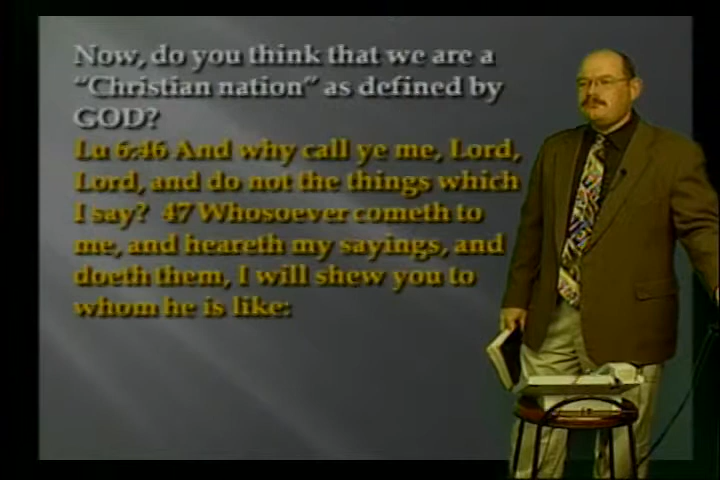 Now, do you think that we are a
“Christian nation” as defined by
GOD?
Lu 6:46 And why call ye me, Lord,
Lord, and do not the things which
I say?  47 Whosoever cometh to
me, and heareth my sayings, and
doeth them, I will shew you to
whom he is like: